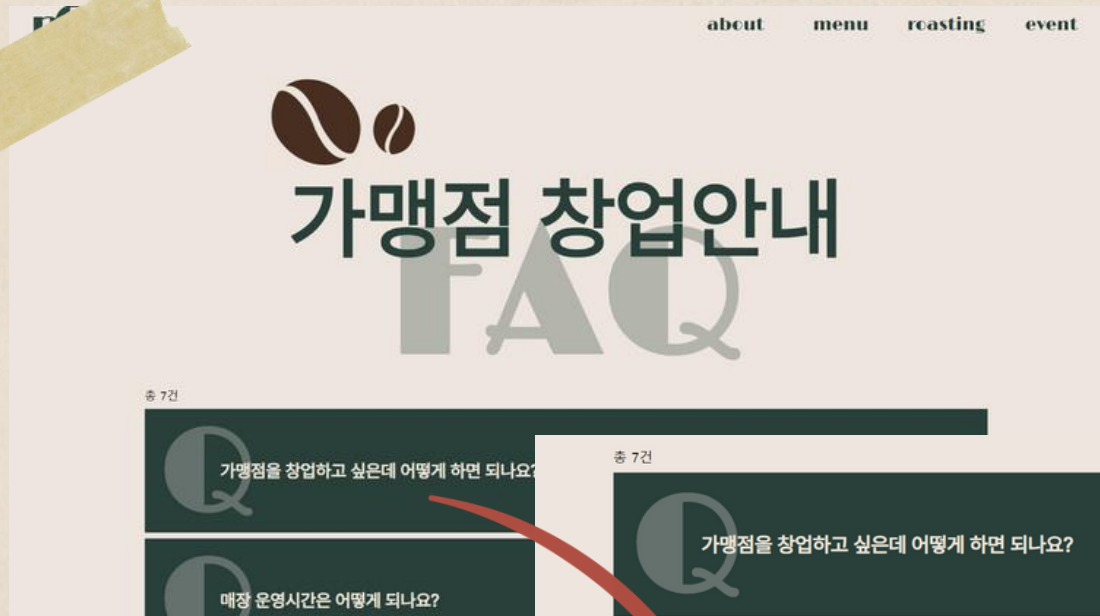 about menu roasting event
가맹점 창업안내
FAQ
총 7건
Q 가맹점을 창업하고 싶은데 어떻게 하면 되나요?
Q 매장 운영시간은 어떻게 되나요?
총 7건
Q 가맹점을 창업하고 싶은데 어떻게 하면 되나요?